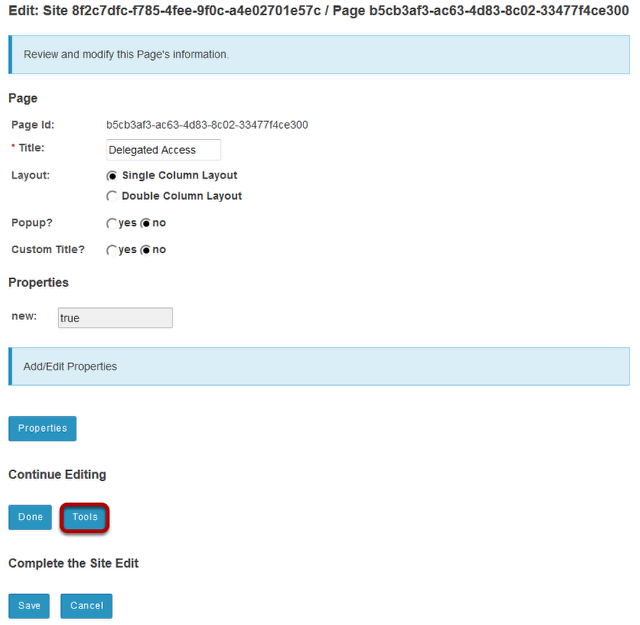 Edit: Site 8f2c7dfc-f785-4fee-9f0c-a4e02701e57c / Page b5cb3af3-ac63-4d83-8c02-33477f4ce300
Review and modify this Page's information.
Page
Page Id: b5cb3af3-ac63-4d83-8c02-33477f4ce300
* Title: Delegated Access
Layout: Single Column Layout
Double Column Layout
Popup? yes no
Custom Title? yes no
Properties
new: true
Add/Edit Properties
Properties
Continue Editing
Done Tools
Complete the Site Edit
Save Cancel